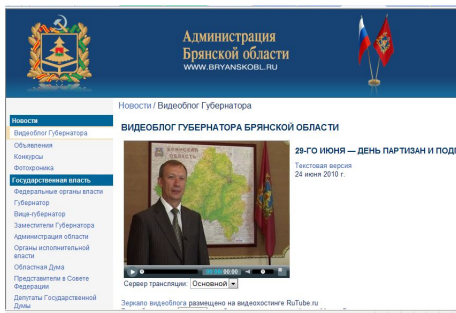 Администрация
Брянской области
WWW.BRYANSKOBL.RU
Новости / Видеоблог Губернатора
Новости
Видеоблог Губернатора
Объявления
Конкурсы
Фотохроника
Государственная власть
Федеральные органы власти
Губернатор
Вице-губернатор
Заместители Губернатора
Администрация области
Органы исполнительной
власти
Областная Дума
Представители в Совете
Федерации
Депутаты Государственной
Думы
ВИДЕОБЛОГ ГУБЕРНАТОРА БРЯНСКОЙ ОБЛАСТИ
БРЯНСКАЯ
ОБЛАСТЬ
00:00
Сервер трансляции: Основной
29-ГО ИЮНЯ — ДЕНЬ ПАРТИЗАН И ПОДП
Текстовая версия
24 июня 2010 г.
Зеркало видеоблога размещено на видеохостинге RuTube.ru